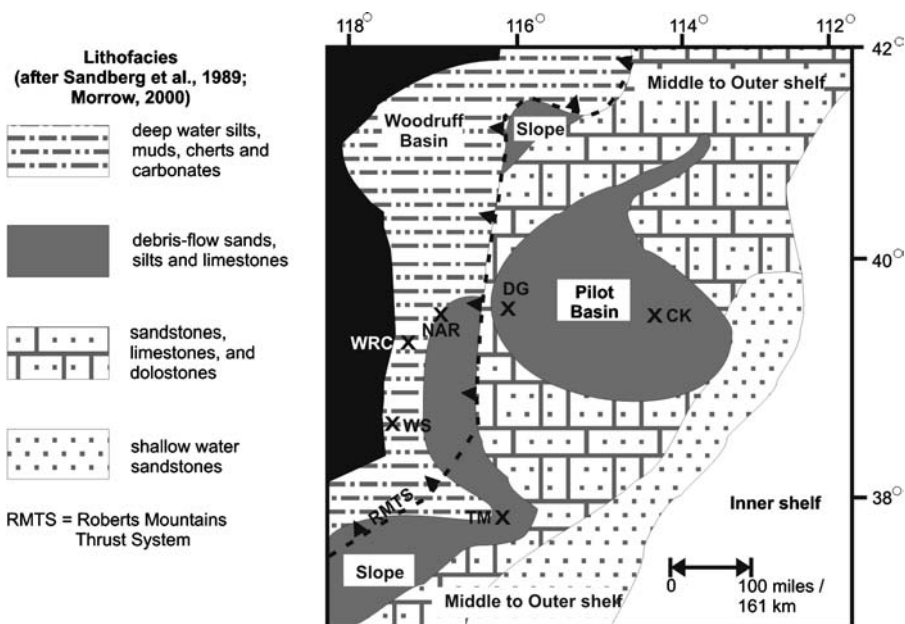 118○
116○
114○
112○
Lithofacies
(after Sandberg et al., 1989;
Morrow, 2000)
deep water silts,
muds, cherts and
carbonates
debris-flow sands,
silts and limestones
sandstones,
limestones, and
dolostones
shallow water
sandstones
RMTS = Roberts Mountains
Thrust System
42○
Middle to Outer shelf
Woodruff
Basin
Slope
40○
DG
Pilot
Basin
X CK
X
NAR
WRC X
X WS
38○
RMTS
TM X
Inner shelf
Slope
Middle to Outer shelf
0
100 miles /
161 km